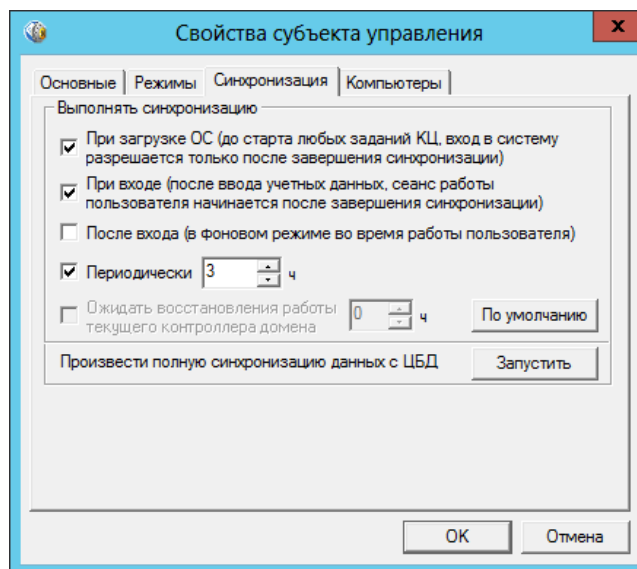 Свойства субъекта управления
x
Основные Режимы Синхронизация Компьютеры
Выполнять синхронизацию
При загрузке ОС (до старта любых заданий КЦ, вход в систему
разрешается только после завершения синхронизации)
При входе (после ввода учетных данных, сеанс работы
пользователя начинается после завершения синхронизации)
После входа (в фоновом режиме во время работы пользователя)
Периодически 3 ч
Ожидать восстановления работы
текущего контроллера домена 0 ч По умолчанию
Произвести полную синхронизацию данных с ЦБД Запустить
OK Отмена